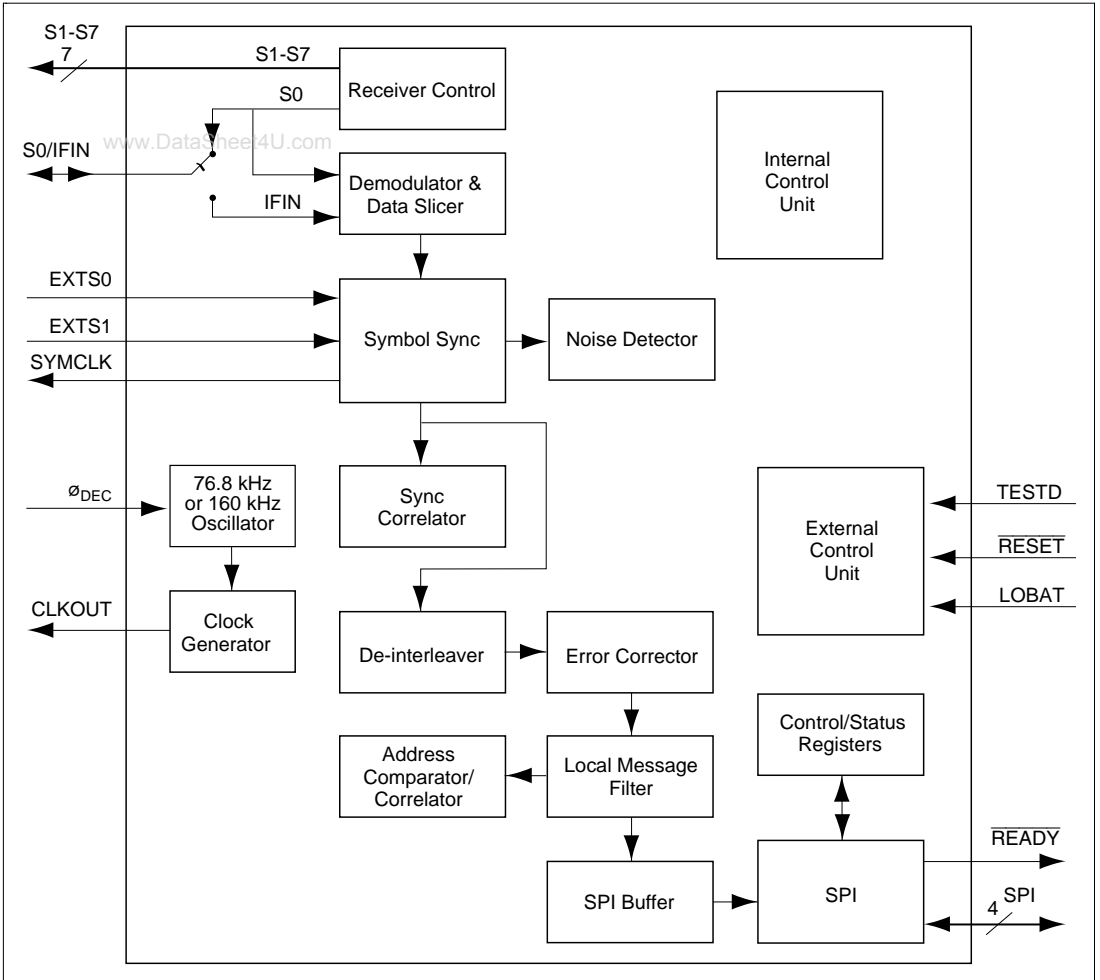 S1-S7
7
S1-S7
Receiver Control
S0
www.DataSheet4U.com
S0/IFIN
Internal
Control
Unit
Demodulator &
Data Slicer
IFIN
EXTS0
EXTS1
SYMCLK
Symbol Sync
Noise Detector
øDEC
76.8 kHz
or 160 kHz
Oscillator
Sync
Correlator
External
Control
Unit
TESTD
RESET
LOBAT
CLKOUT
Clock
Generator
De-interleaver
Error Corrector
Control/Status
Registers
Address
Comparator/
Correlator
Local Message
Filter
READY
SPI Buffer
SPI
4
SPI